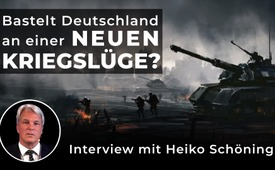 Bastelt Deutschland
an einer NEUEN
KRIEGSLÜGE?
Interview mit Heiko Schöning